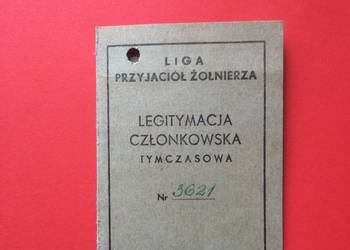 LIGA
PRZYJACIÓŁ ŻOŁNIERZA
LEGITYMACJA
CZŁONKOWSKA
TYMCZASOWA
Nr 3621